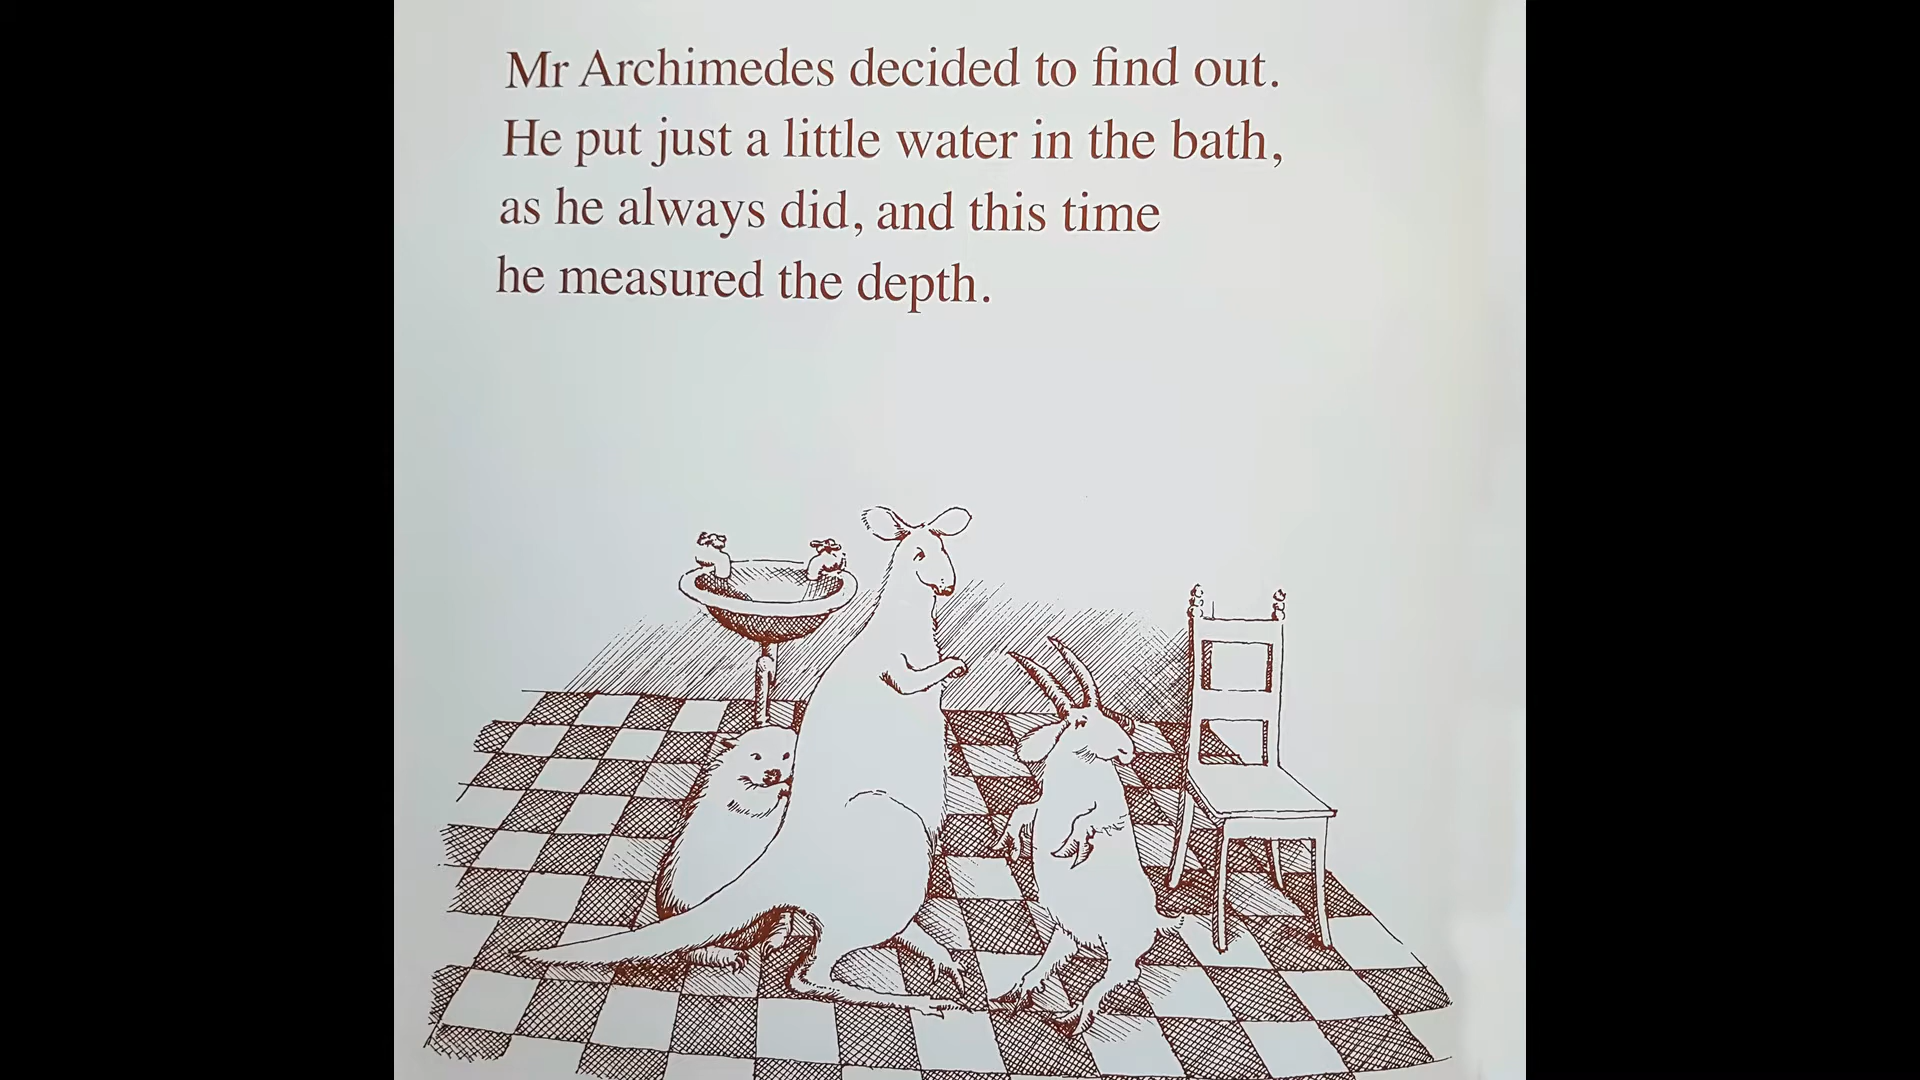 Mr Archimedes decided to find out.
He put just a little water in the bath,
as he always did, and this time
he measured the depth.